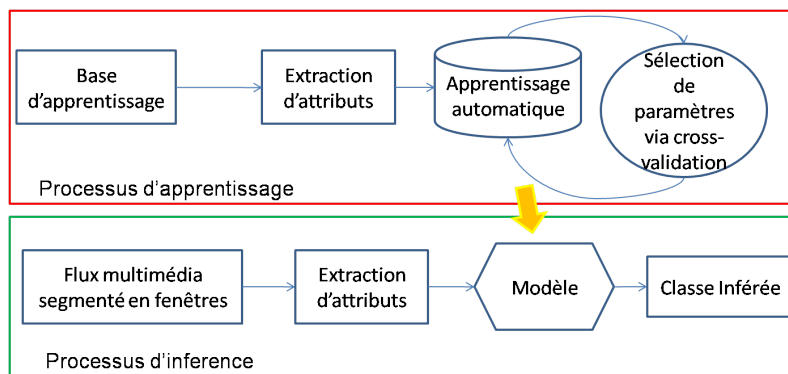 Base
d'apprentissage
Extraction
d'attributs
Apprentissage
automatique
Sélection
de
paramètres
via cross-
validation
Processus d'apprentissage
Flux multimédia
segmenté en fenêtres
Extraction
d'attributs
Modèle
Classe Inférée
Processus d'inference